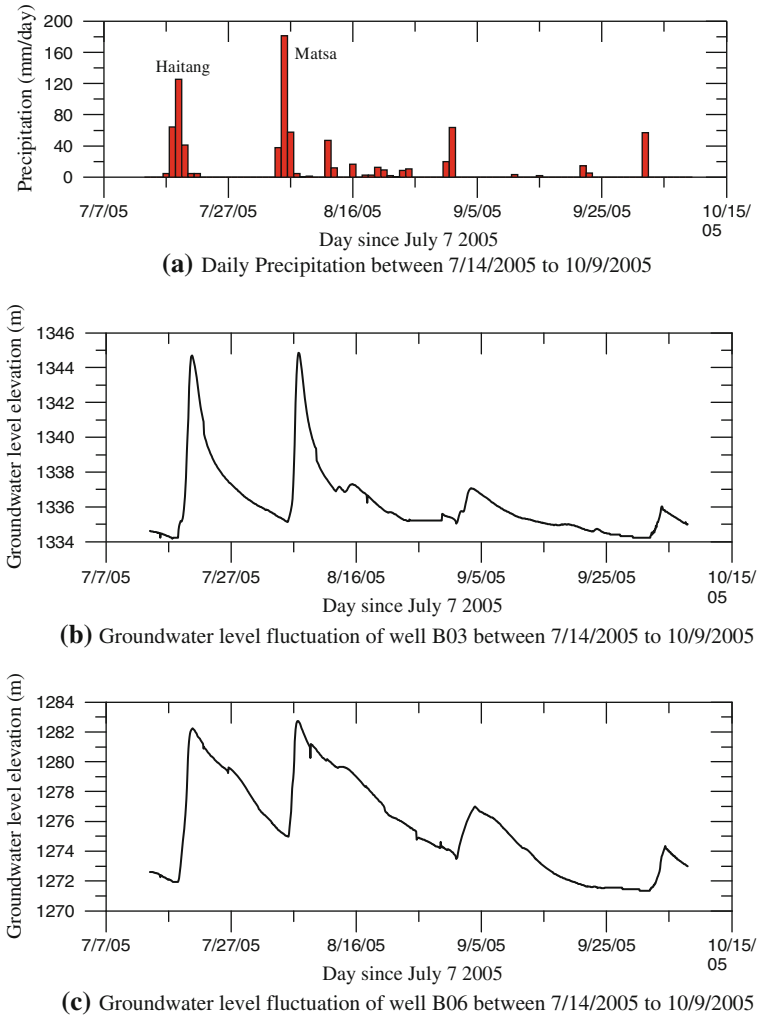 Precipitation (mm/day)
200
160
120
80
40
0
Haitang
Matsa
7/7/05 7/27/05 8/16/05 9/5/05 9/25/05 10/15/
05
Day since July 7 2005
(a) Daily Precipitation between 7/14/2005 to 10/9/2005
Groundwater level elevation (m)
1346
1344
1342
1340
1338
1336
1334
7/7/05 7/27/05 8/16/05 9/5/05 9/25/05 10/15/
05
Day since July 7 2005
(b) Groundwater level fluctuation of well B03 between 7/14/2005 to 10/9/2005
Groundwater level elevation (m)
1284
1282
1280
1277
1276
1274
1272
1270
7/7/05 7/27/05 8/16/05 9/5/05 9/25/05 10/15/
05
Day since July 7 2005
(c) Groundwater level fluctuation of well B06 between 7/14/2005 to 10/9/2005